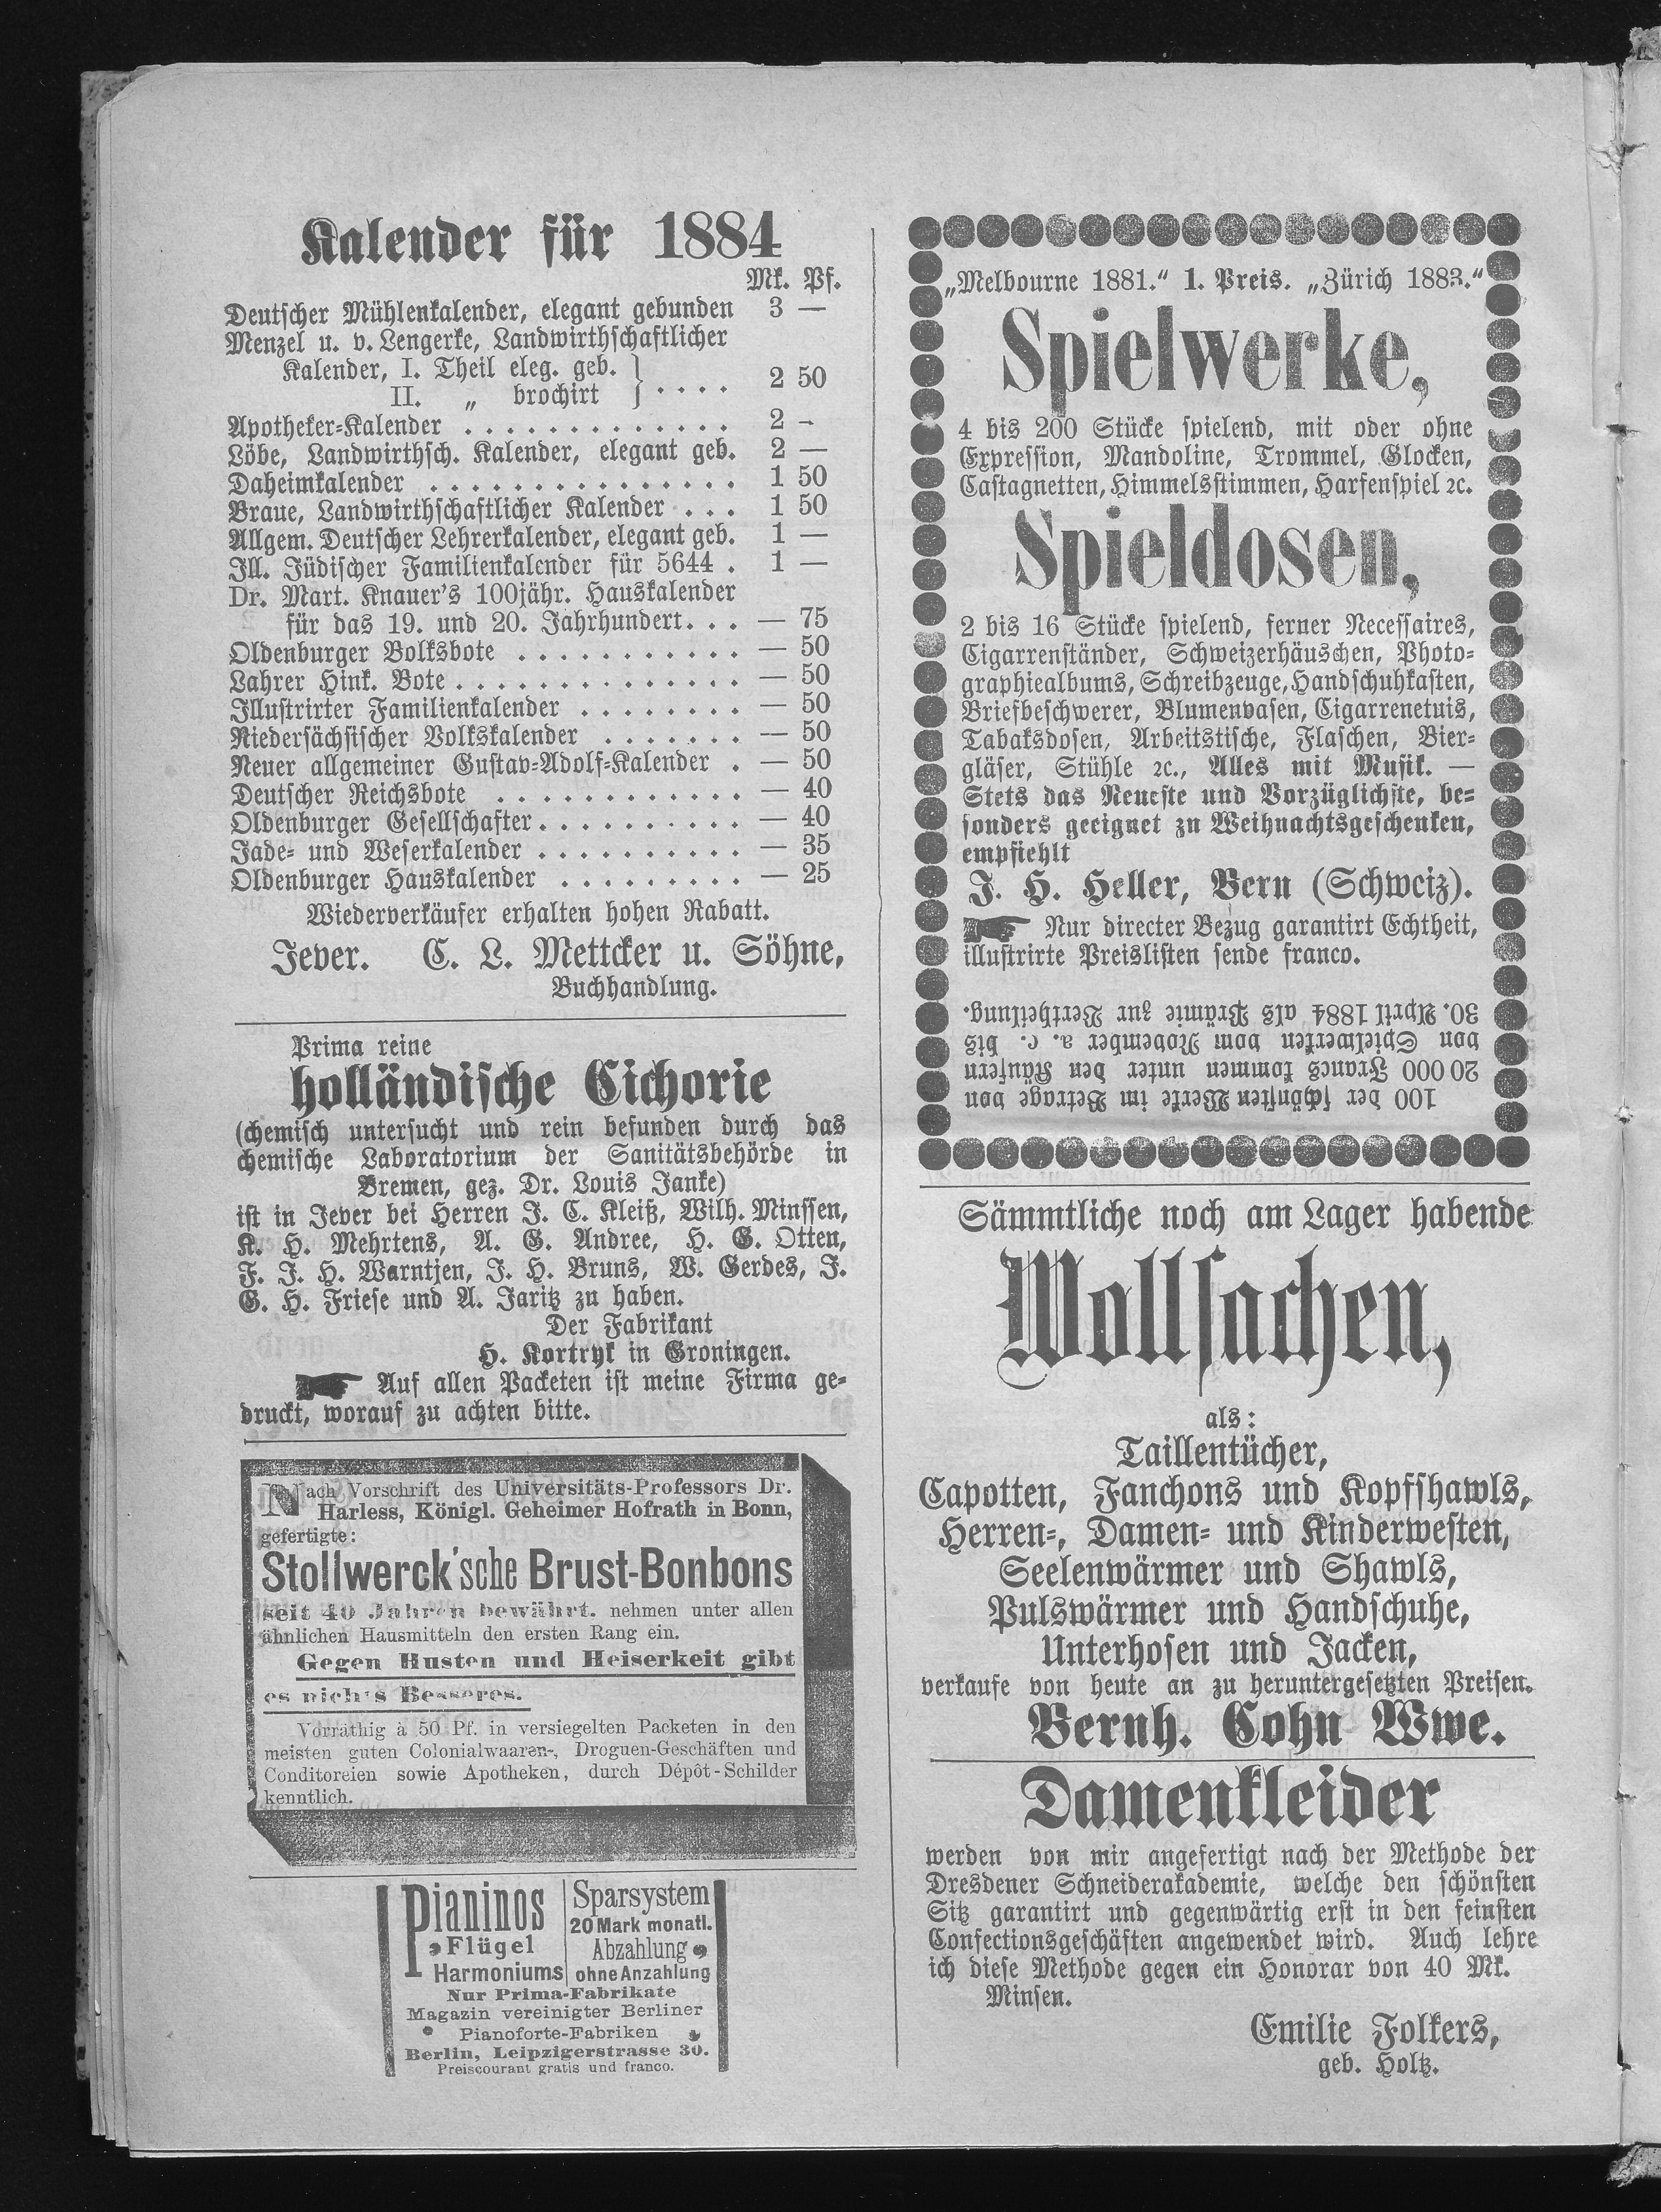 Kalender für 1884
Mk. Pf.
Deutscher Mühlenkalender, elegant gebunden 3 —
Menzel u. v. Lengerke, Landwirthschaftlicher
Kalender, I. Theil eleg. geb.
II. „ brochirt } . . . . 2 50
Apotheker-Kalender . . . . . . . . . . . . . 2 -
Löbe, Landwirthsch. Kalender, elegant geb. 2 —
Daheimkalender . . . . . . . . . . . . . . . 1 50
Braue, Landwirthschaftlicher Kalender . . . 1 50
Allgem. Deutscher Lehrerkalender, elegant geb. 1 —
Ill. Jüdischer Familienkalender für 5644 . 1 —
Dr. Mart. Knauer's 100jähr. Hauskalender
für das 19. und 20. Jahrhundert. . . — 75
Oldenburger Volksbote . . . . . . . . . . . — 50
Lahrer Hink. Bote . . . . . . . . . . . . . . — 50
Illustrirter Familienkalender . . . . . . . . — 50
Niedersächsischer Volkskalender . . . . . . . — 50
Neuer allgemeiner Gustav-Adolf-Kalender . — 50
Deutscher Reichsbote . . . . . . . . . . . . — 40
Oldenburger Gesellschafter . . . . . . . . . . — 40
Jade- und Weserkalender . . . . . . . . . . — 35
Oldenburger Hauskalender . . . . . . . . . — 25
Wiederverkäufer erhalten hohen Rabatt.
Jever. C. L. Mettcker u. Söhne,
Buchhandlung.
Prima reine
holländische Cichorie
(chemisch untersucht und rein befunden durch das
chemische Laboratorium der Sanitätsbehörde in
Bremen, gez. Dr. Louis Janke)
ist in Jever bei Herren J. C. Kleiß, Wilh. Minssen,
K. H. Mehrtens, A. G. Andree, H. G. Otten,
F. J. H. Warntjen, J. H. Bruns, W. Gerdes, J.
G. H. Friese und A. Jaritz zu haben.
Der Fabrikant
H. Kortryk in Groningen.
Auf allen Packeten ist meine Firma ge-
druckt, worauf zu achten bitte.
Nach Vorschrift des Universitäts-Professors Dr.
Harless, Königl. Geheimer Hofrath in Bonn,
gefertigte:
Stollwerck'sche Brust-Bonbons
seit 40 Jahren bewährt. nehmen unter allen
ähnlichen Hausmitteln den ersten Rang ein.
Gegen Husten und Heiserkeit gibt
es nichts Besseres.
Vorräthig à 50 Pf. in versiegelten Packeten in den
meisten guten Colonialwaaren-, Droguen-Geschäften und
Conditoreien sowie Apotheken, durch Dépôt-Schilder
kenntlich.
Pianinos
Flügel
Harmoniums
Sparsystem
20 Mark monatl.
Abzahlung
ohne Anzahlung
Nur Prima-Fabrikate
Magazin vereinigter Berliner
Pianoforte-Fabriken
Berlin, Leipzigerstrasse 30.
Preiscourant gratis und franco.
„Melbourne 1881.“ 1. Preis. „Zürich 1883.“
Spielwerke,
4 bis 200 Stücke spielend, mit oder ohne
Expression, Mandoline, Trommel, Glocken,
Castagnetten, Himmelsstimmen, Harfenspiel ꝛc.
Spieldosen,
2 bis 16 Stücke spielend, ferner Necessaires,
Cigarrenständer, Schweizerhäuschen, Photo-
graphiealbums, Schreibzeuge, Handschuhkasten,
Briefbeschwerer, Blumenvasen, Cigarrenetuis,
Tabaksdosen, Arbeitstische, Flaschen, Bier-
gläser, Stühle ꝛc., Alles mit Musik. —
Stets das Neueste und Vorzüglichste, be-
sonders geeignet zu Weihnachtsgeschenken,
empfiehlt
J. H. Heller, Bern (Schweiz).
Nur directer Bezug garantirt Echtheit,
illustrirte Preislisten sende franco.
100 der schönsten Werke im Betrage von
20 000 Francs kommen unter den Käufern
von Spielwerken vom November a. c. bis
30. April 1884 als Prämie zur Vertheilung.
Sämmtliche noch am Lager habende
Wollsachen,
als:
Taillentücher,
Capotten, Fanchons und Kopfshawls,
Herren-, Damen- und Kinderwesten,
Seelenwärmer und Shawls,
Pulswärmer und Handschuhe,
Unterhosen und Jacken,
verkaufe von heute an zu heruntergesetzten Preisen.
Bernh. Cohn Wwe.
Damenkleider
werden von mir angefertigt nach der Methode der
Dresdener Schneiderakademie, welche den schönsten
Sitz garantirt und gegenwärtig erst in den feinsten
Confectionsgeschäften angewendet wird. Auch lehre
ich diese Methode gegen ein Honorar von 40 Mk.
Minsen.
Emilie Folkers,
geb. Holtz.